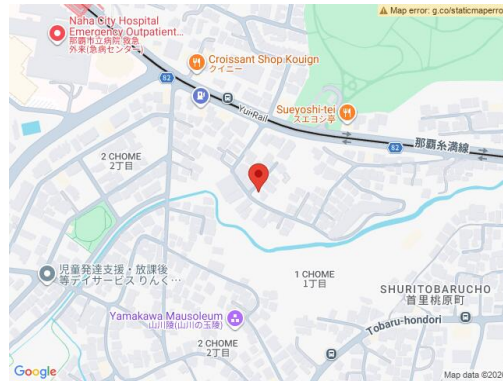 Map error: g.co/staticmaperro
Naha City Hospital
Emergency Outpatient...
那覇市立病院 救急
外来(急病センター)
Croissant Shop Kouign
クイニー
82
Yui-Rail
Sueyoshi-tei
スエヨシ亭
那覇糸満線
82
82
2 CHOME
2丁目
児童発達支援・放課後
等デイサービス りんく…
1 CHOME
1丁目
SHURITOBARUCHO
首里桃原町
Yamakawa Mausoleum
山川陵(山川の玉陵)
Tobaru-hondori
2 CHOME
2丁目
Google
Map data ©202